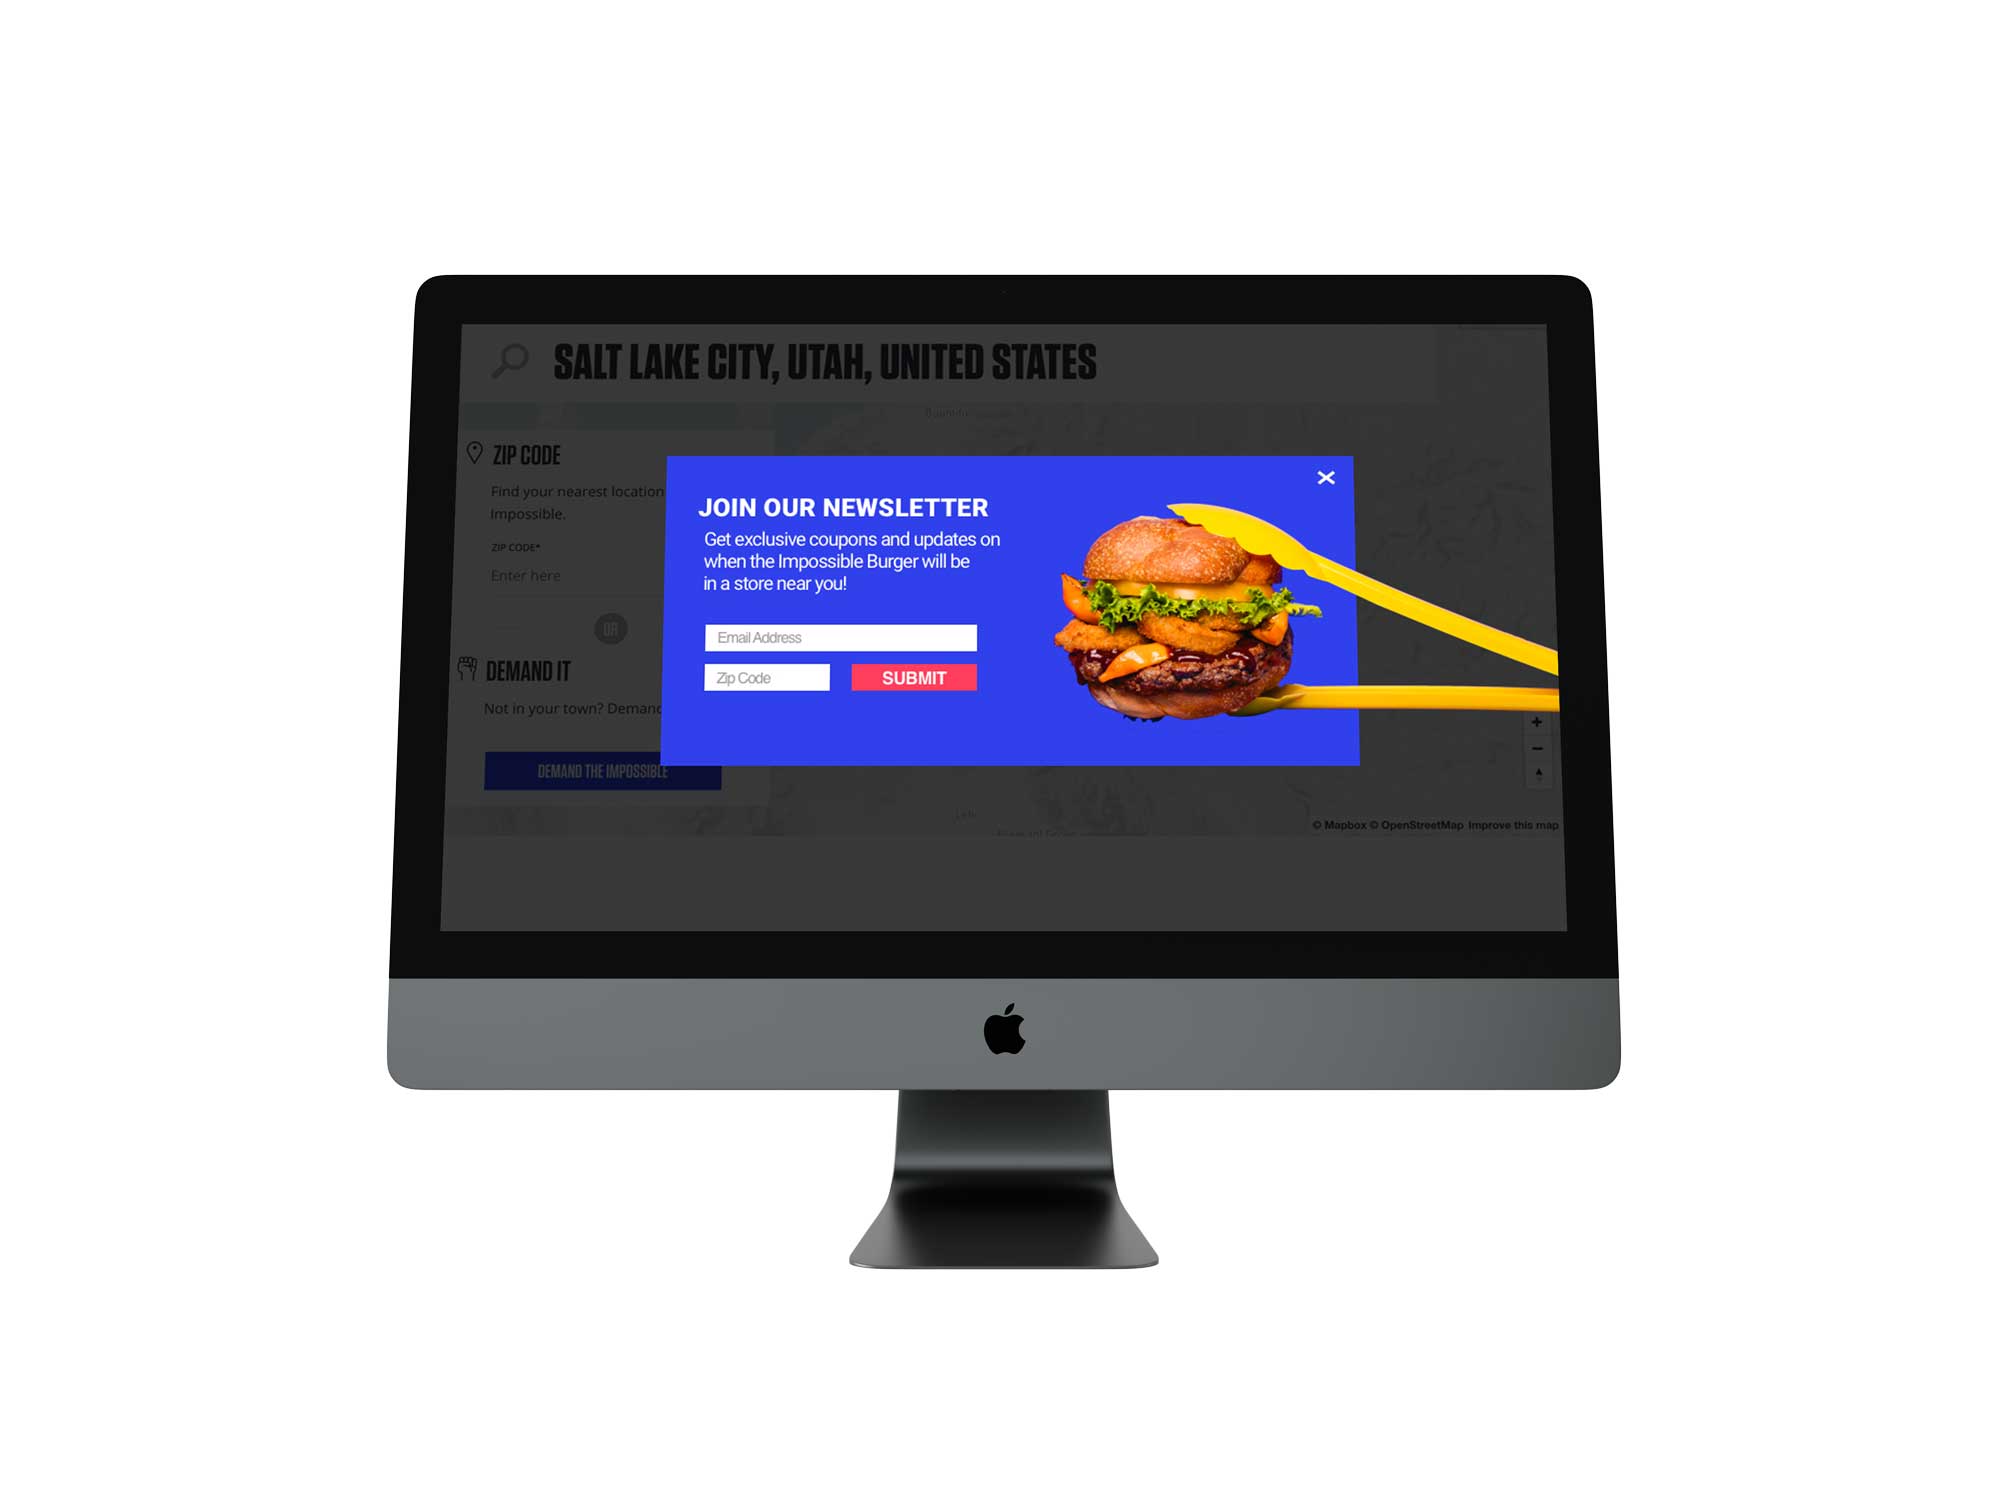 SALT LAKE CITY, UTAH, UNITED STATES
Bountiful
ZIP CODE
Find your nearest location
Impossible.
ZIP CODE*
Enter here
OR
DEMAND IT
Not in your town? Demand
DEMAND THE IMPOSSIBLE
JOIN OUR NEWSLETTER
Get exclusive coupons and updates on
when the Impossible Burger will be
in a store near you!
Email Address
Zip Code
SUBMIT
Lehi
© Mapbox © OpenStreetMap Improve this map